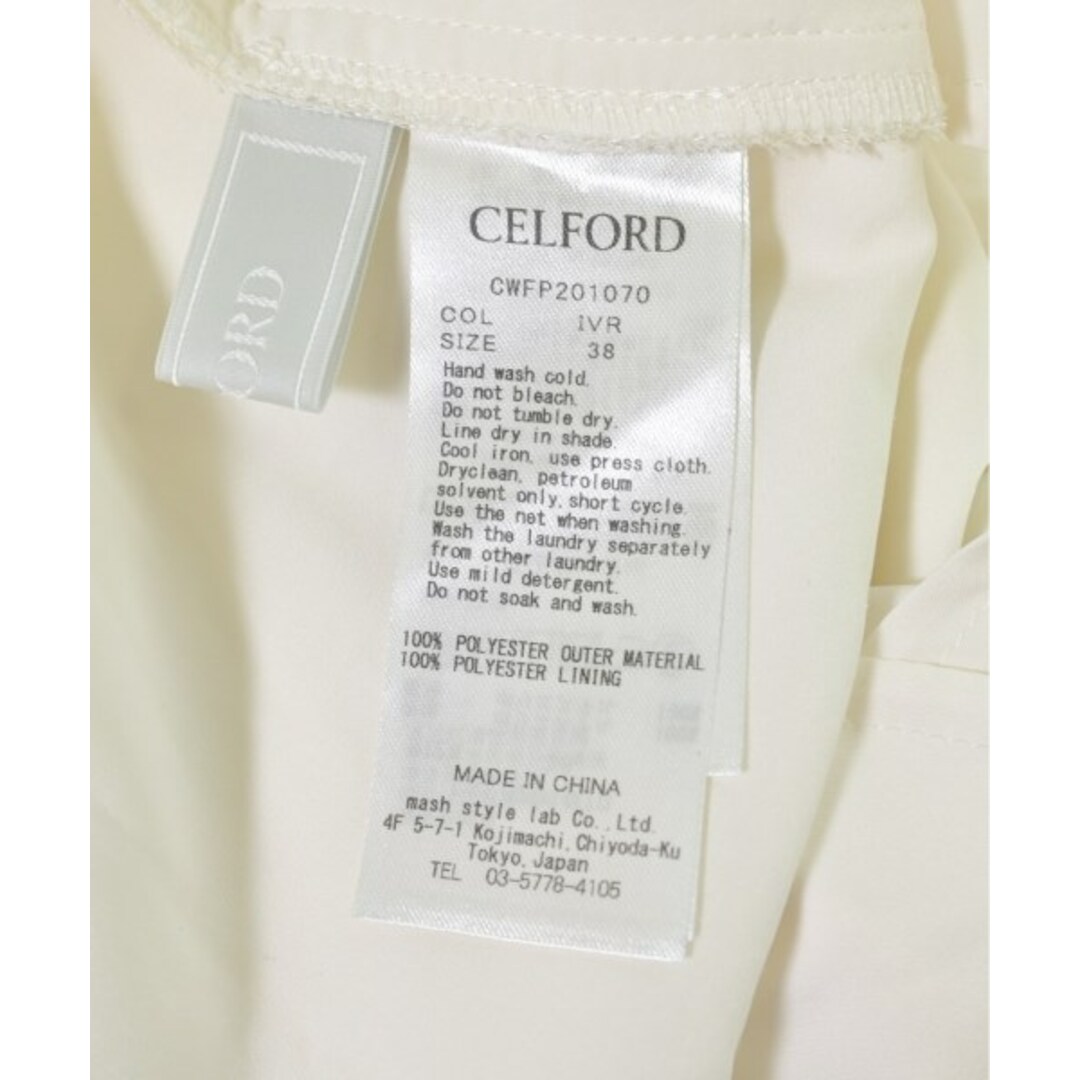 ORD
CELFORD
CWFP201070
COL IVR
SIZE 38
Hand wash cold.
Do not bleach.
Do not tumble dry.
Line dry in shade.
Cool iron, use press cloth.
Dryclean, petroleum
solvent only, short cycle.
Use the net when washing.
Wash the laundry separately
from other laundry.
Use mild detergent.
Do not soak and wash.
100% POLYESTER OUTER MATERIAL
100% POLYESTER LINING
MADE IN CHINA
mash style lab Co., Ltd.
4F 5-7-1 Kojimachi, Chiyoda-Ku
Tokyo, Japan
TEL 03-5778-4105